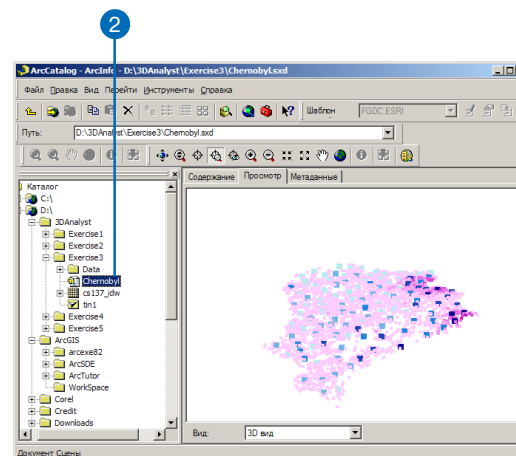 2
ArcCatalog - ArcInfo - D:\3DAnalyst\Exercise3\Chernobyl.sxd
Файл Правка Вид Перейти Инструменты Справка
Шаблон FGDC ESRI
Путь: D:\3DAnalyst\Exercise3\Chernobyl.sxd
Содержание Просмотр Метаданные
Каталог
C:\
D:\
3DAnalyst
Exercise1
Exercise2
Exercise3
Data
Chernobyl
cs137_idw
tin1
Exercise4
Exercise5
ArcGIS
arcexe82
ArcSDE
ArcTutor
WorkSpace
Corel
Credit
Downloads
Вид: 3D вид
Документ Сцены